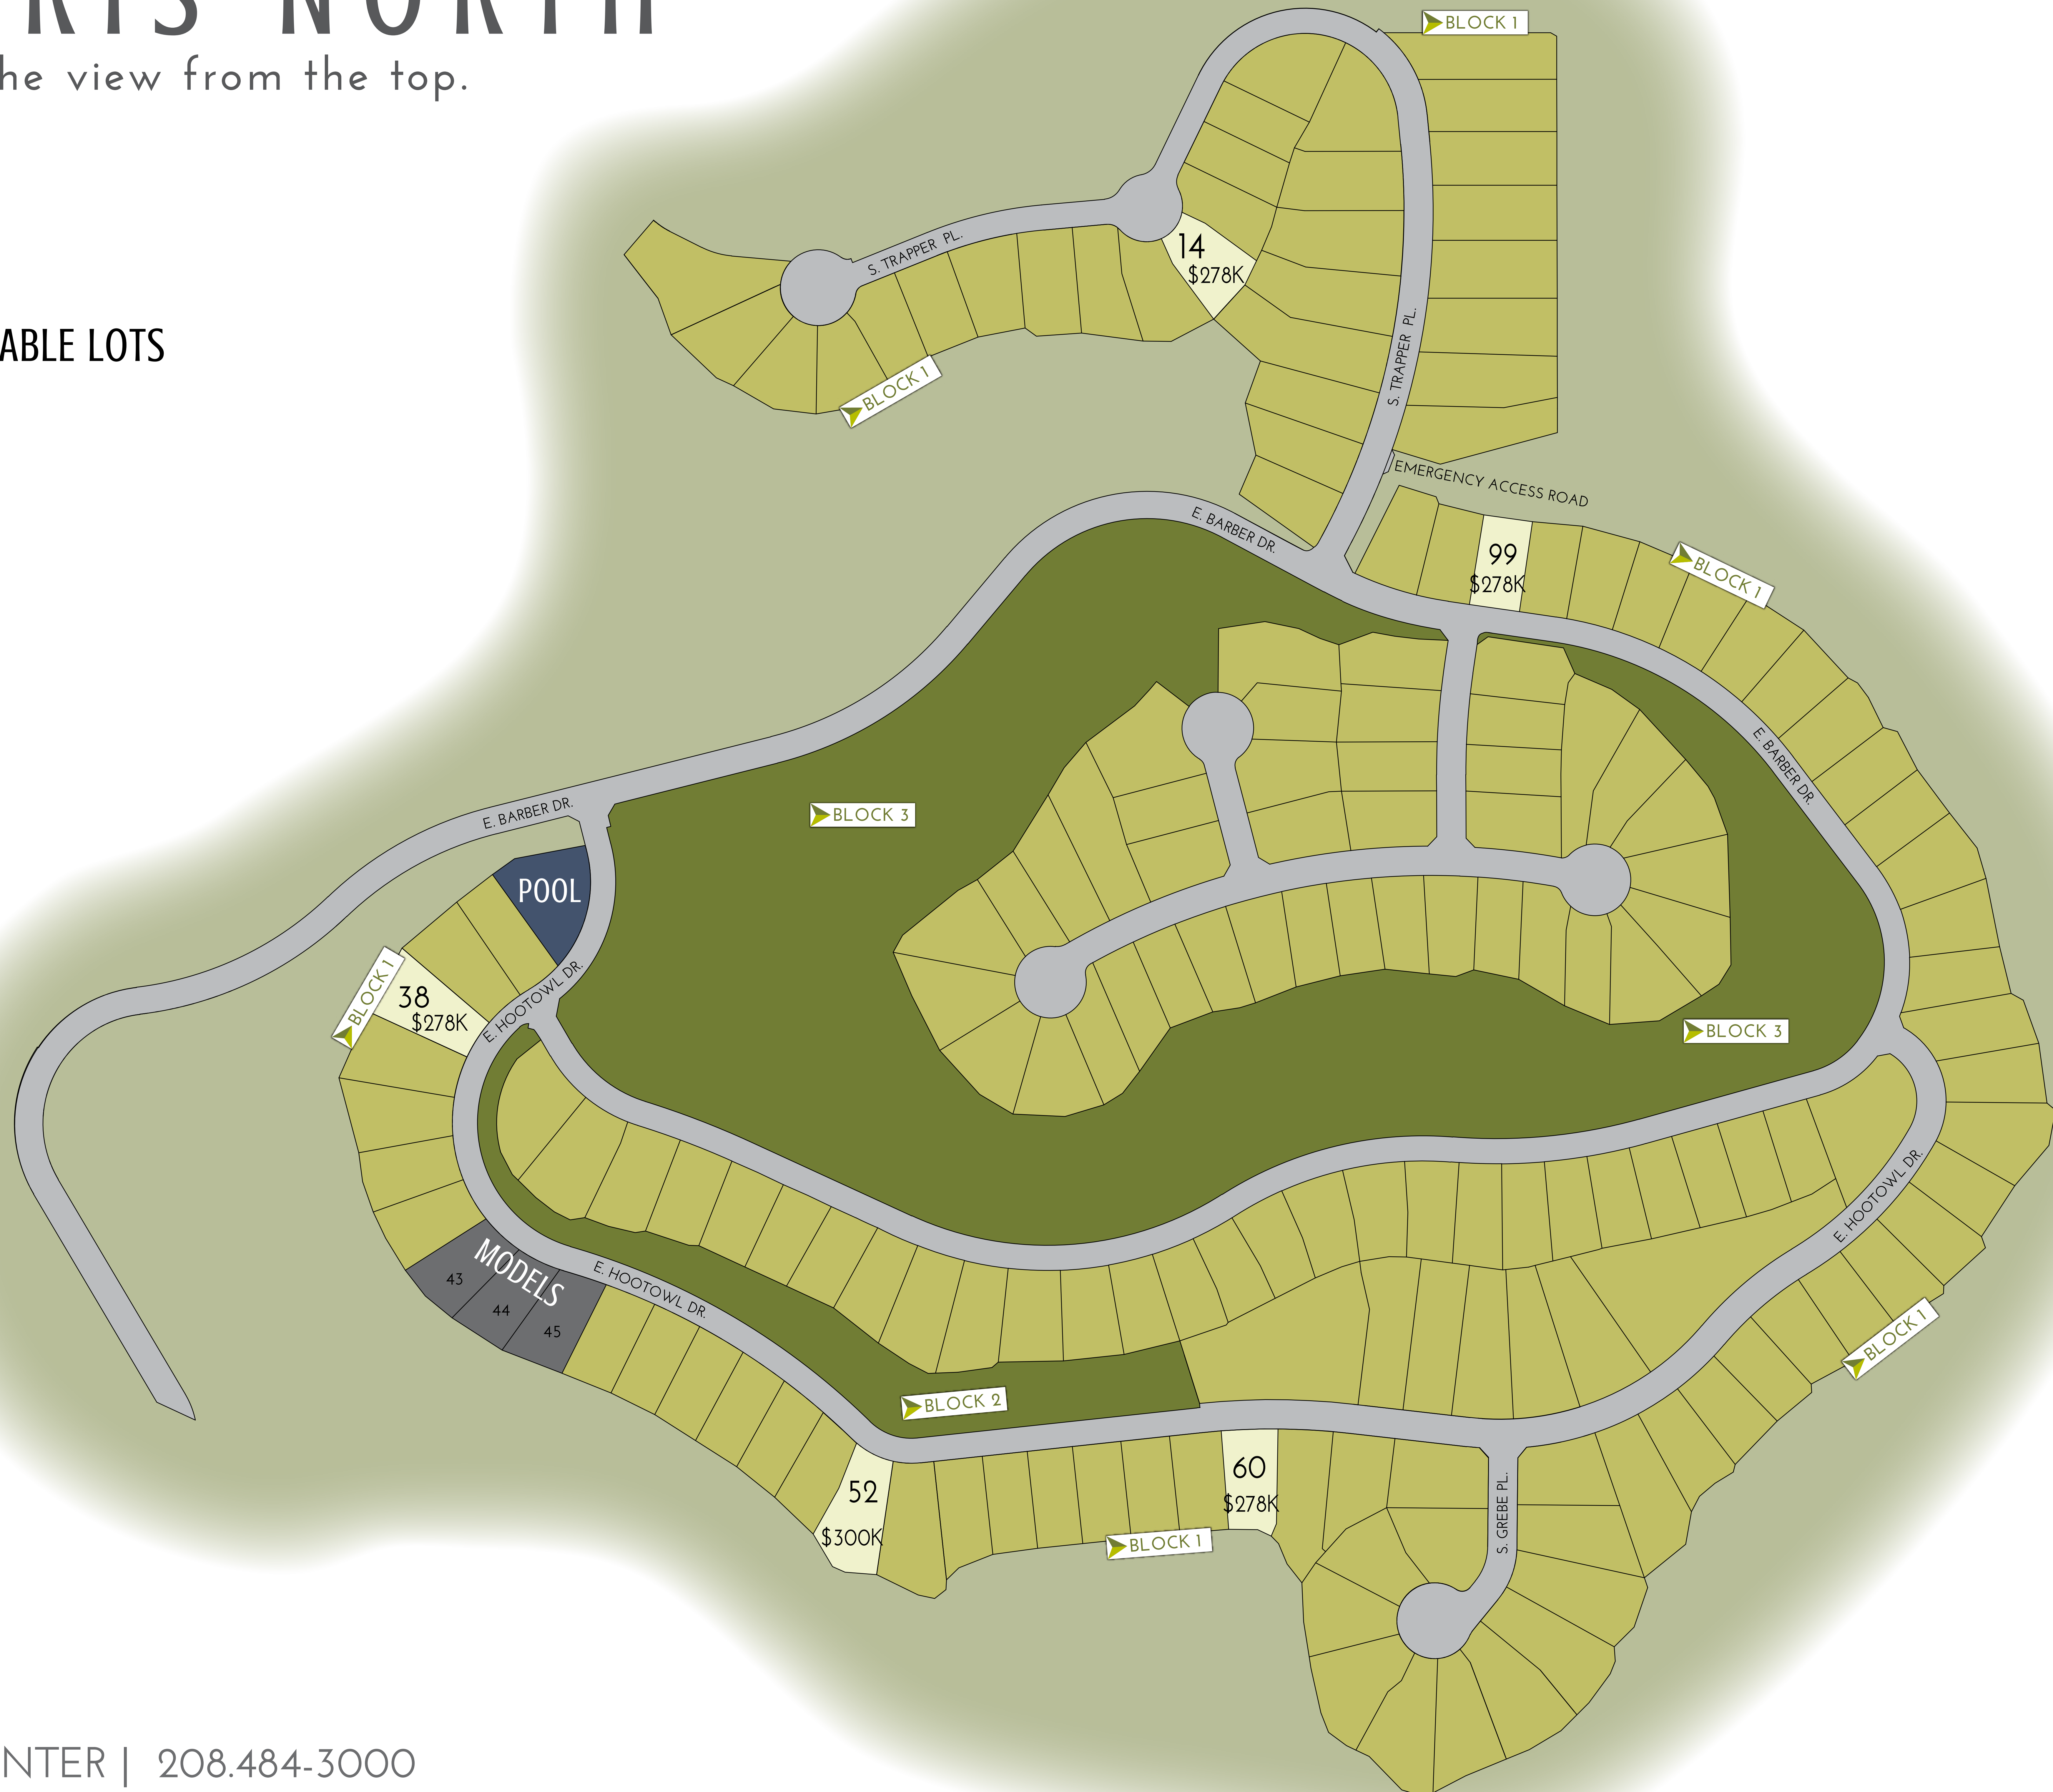 RIS NORTH
he view from the top.
BLOCK 1
14
$278K
S. TRAPPER PL.
S. TRAPPER PL.
ABLE LOTS
BLOCK 1
EMERGENCY ACCESS ROAD
E. BARBER DR.
99
$278K
BLOCK 1
E. BARBER DR.
E. BARBER DR.
BLOCK 3
POOL
BLOCK 1
38
$278K
E. HOOTOWL DR.
BLOCK 3
E. HOOTOWL DR.
MODELS
43
44
45
E. HOOTOWL DR.
BLOCK 1
BLOCK 2
52
$300K
60
$278K
BLOCK 1
S. GREBE PL.
NTER | 208.484-3000